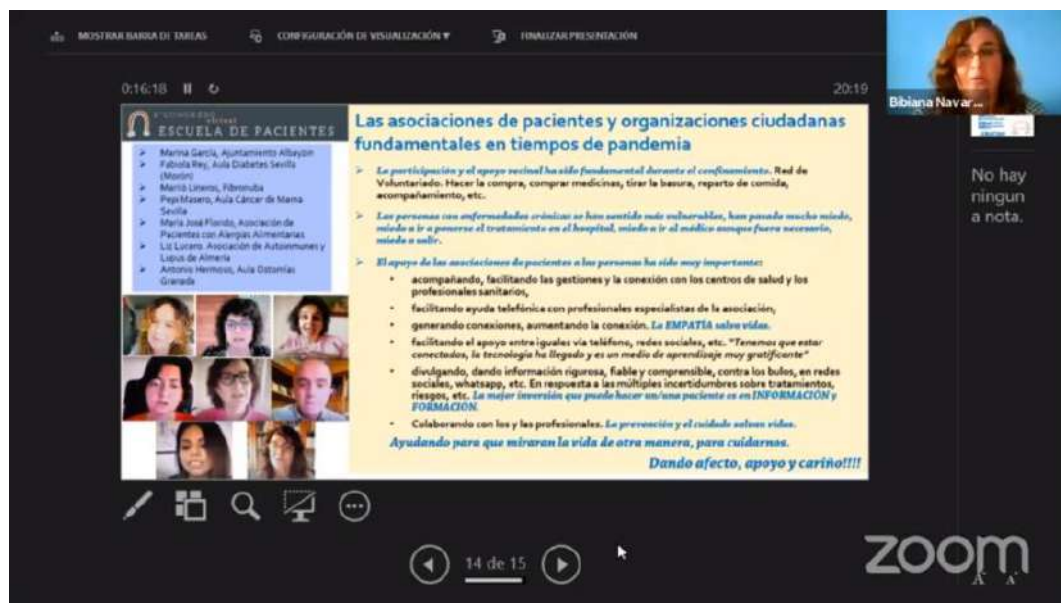 MOSTRAR BARRA DE TAREAS
CONFIGURACIÓN DE VISUALIZACIÓN ▼
FINALIZAR PRESENTACIÓN
0:16:18
20:19
Bibiana Navar...
No hay
ningun
a nota.
virtual
ESCUELA DE PACIENTES
➢ Marina García, Ajuntamiento Albayzín
➢ Fabiola Rey, Aula Diabetes Sevilla
(Morón)
➢ Marió Lineros, Fibronuba
➢ Pepi Masero, Aula Cáncer de Mama
Sevilla
➢ María José Florido, Asociación de
Pacientes con Alergias Alimentarias
➢ Liz Lucaro. Asociación de Autoinmunes y
Lupus de Almería
➢ Antonio Hermoso, Aula Ostomías
Granada
Las asociaciones de pacientes y organizaciones ciudadanas
fundamentales en tiempos de pandemia
➢ La participación y el apoyo vecinal ha sido fundamental durante el confinamiento. Red de
Voluntariado. Hacer la compra, comprar medicinas, tirar la basura, reparto de comida,
acompañamiento, etc.
➢ Las personas con enfermedades crónicas se han sentido más vulnerables, han pasado mucho miedo,
miedo a ir a ponerse el tratamiento en el hospital, miedo a ir al médico aunque fuera necesario,
miedo a salir.
➢ El apoyo de las asociaciones de pacientes a las personas ha sido muy importante:
• acompañando, facilitando las gestiones y la conexión con los centros de salud y los
profesionales sanitarios,
• facilitando ayuda telefónica con profesionales especialistas de la asociación,
• generando conexiones, aumentando la conexión. La EMPATÍA salva vidas.
• facilitando el apoyo entre iguales vía teléfono, redes sociales, etc. "Tenemos que estar
conectados, la tecnología ha llegado y es un medio de aprendizaje muy gratificante"
• divulgando, dando información rigurosa, fiable y comprensible, contra los bulos, en redes
sociales, whatsapp, etc. En respuesta a las múltiples incertidumbres sobre tratamientos,
riesgos, etc. La mejor inversión que puede hacer un/una paciente es en INFORMACIÓN y
FORMACIÓN.
• Colaborando con los y las profesionales. La prevención y el cuidado salvan vidas.
Ayudando para que miraran la vida de otra manera, para cuidarnos.
Dando afecto, apoyo y cariño!!!!
14 de 15
zoom
A A